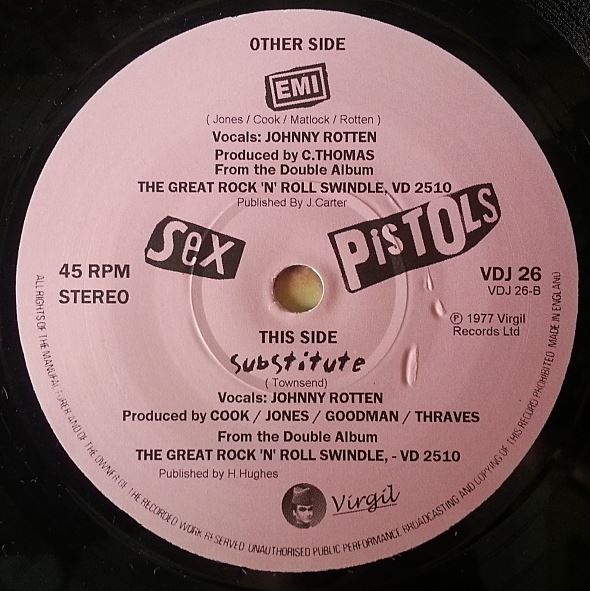 OTHER SIDE
EMI
( Jones / Cook / Matlock / Rotten )
Vocals: JOHNNY ROTTEN
Produced by C.THOMAS
From the Double Album
THE GREAT ROCK 'N' ROLL SWINDLE, VD 2510
Published By J.Carter
SeX PiSTOLS
45 RPM
STEREO
VDJ 26
VDJ 26-B
℗ 1977 Virgil
Records Ltd
THIS SIDE
substitute
( Townsend)
Vocals: JOHNNY ROTTEN
Produced by COOK / JONES / GOODMAN / THRAVES
From the Double Album
THE GREAT ROCK 'N' ROLL SWINDLE, - VD 2510
Published by H.Hughes
Virgil
ALL RIGHTS OF THE MANUFACTURER AND OF THE OWNER OF THE RECORDED WORK RESERVED. UNAUTHORISED PUBLIC PERFORMANCE BROADCASTING AND COPYING OF THIS RECORD PROHIBITED MADE IN ENGLAND